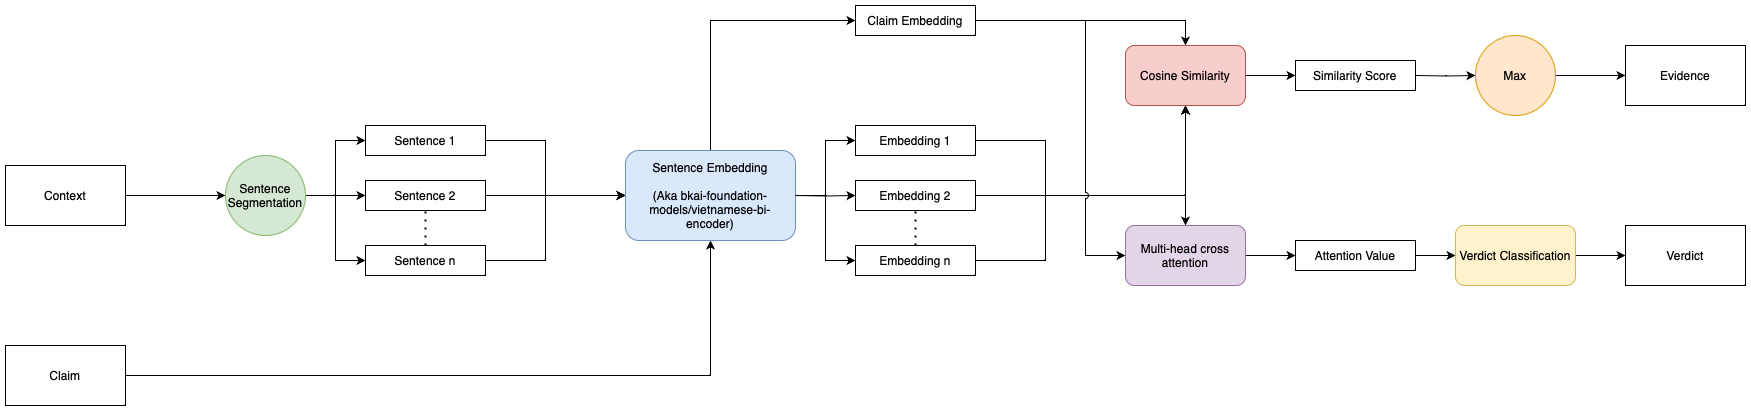 Context
Claim
Sentence
Segmentation
Sentence 1
Sentence 2
Sentence n
Sentence Embedding
(Aka bkai-foundation-
models/vietnamese-bi-
encoder)
Claim Embedding
Embedding 1
Embedding 2
Embedding n
Cosine Similarity
Similarity Score
Max
Evidence
Multi-head cross
attention
Attention Value
Verdict Classification
Verdict